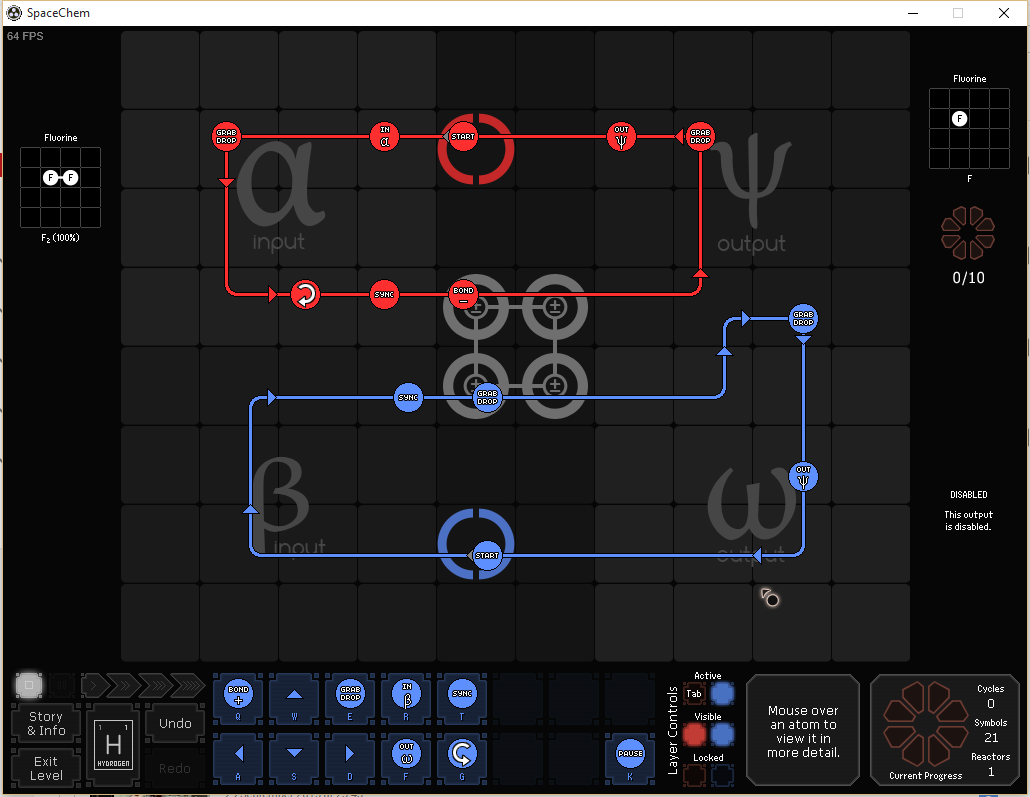 SpaceChem
64 FPS
Fluorine
F F
F₂ (100%)
GRAB
DROP
IN
α
START
OUT
ψ
GRAB
DROP
α
input
ψ
output
SYNC
BOND
−
±
±
±
±
GRAB
DROP
SYNC
GRAB
DROP
β
input
START
OUT
ψ
ω
output
Fluorine
F
F
0/10
DISABLED
This output
is disabled.
Story
& Info
Exit
Level
1
H
HYDROGEN
Undo
Redo
BOND
+
Q
W
GRAB
DROP
E
IN
β
R
SYNC
T
A
S
D
OUT
ω
F
G
PAUSE
K
Layer Controls
Active
Tab
Visible
Locked
Mouse over
an atom to
view it in
more detail.
Cycles
0
Symbols
21
Reactors
1
Current Progress